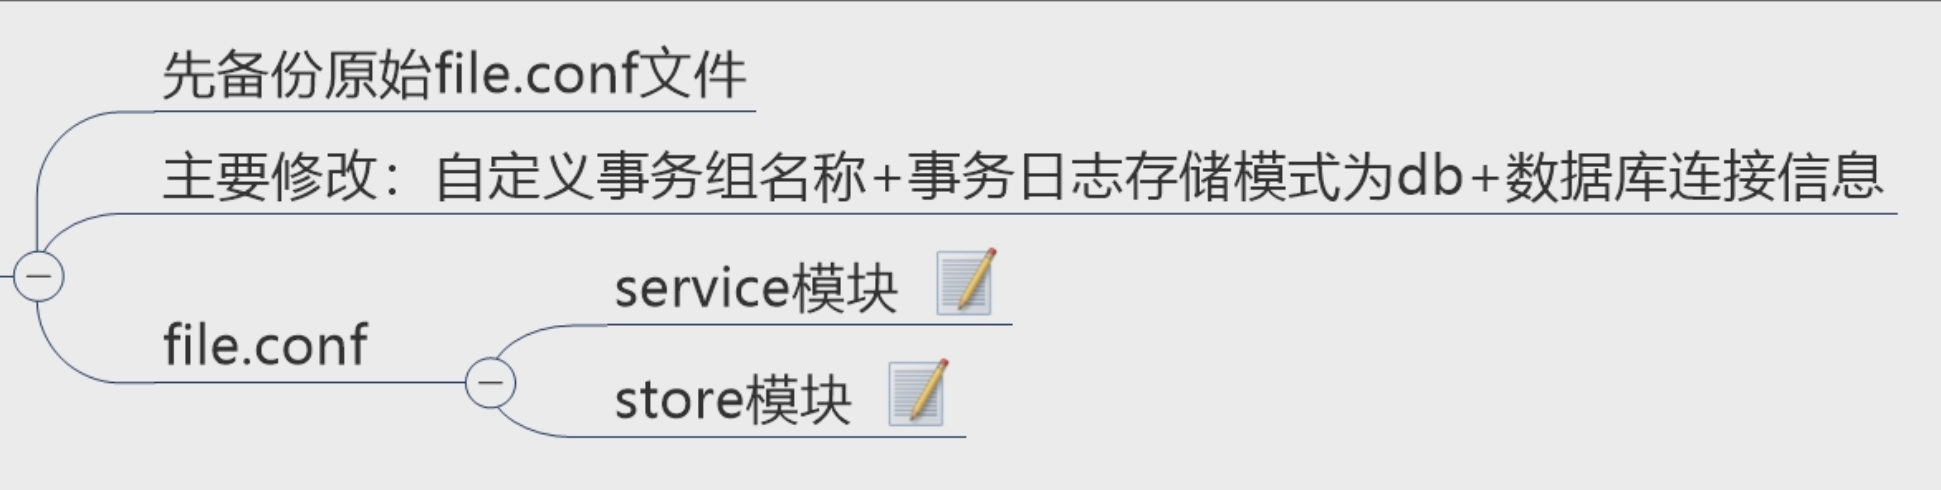 先备份原始file.conf文件
主要修改：自定义事务组名称+事务日志存储模式为db+数据库连接信息
service模块
file.conf
store模块